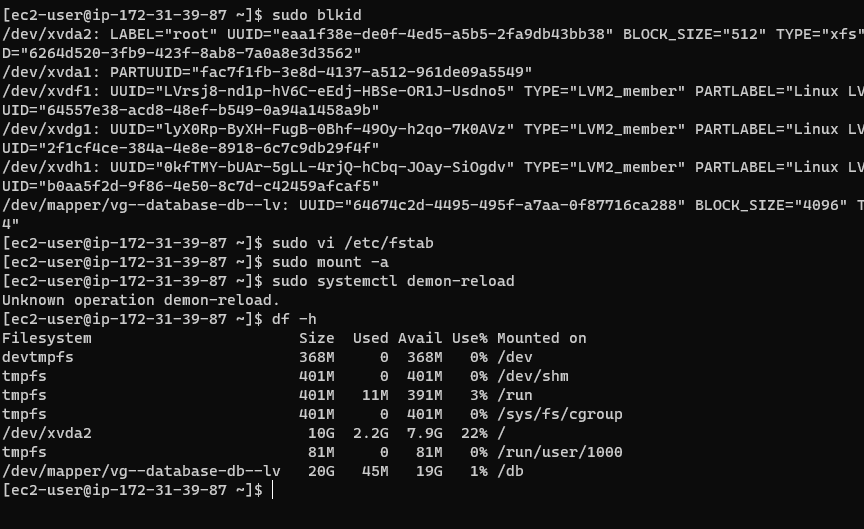 [ec2-user@ip-172-31-39-87 ~]$ sudo blkid
/dev/xvda2: LABEL="root" UUID="eaa1f38e-de0f-4ed5-a5b5-2fa9db43bb38" BLOCK_SIZE="512" TYPE="xfs"
D="6264d520-3fb9-423f-8ab8-7a0a8e3d3562"
/dev/xvda1: PARTUUID="fac7f1fb-3e8d-4137-a512-961de09a5549"
/dev/xvdf1: UUID="LVrsj8-nd1p-hV6C-eEdj-HBSe-OR1J-Usdno5" TYPE="LVM2_member" PARTLABEL="Linux LV
UID="64557e38-acd8-48ef-b549-0a94a1458a9b"
/dev/xvdg1: UUID="lyX0Rp-ByXH-FugB-0Bhf-49Oy-h2qo-7K0AVz" TYPE="LVM2_member" PARTLABEL="Linux LV
UID="2f1cf4ce-384a-4e8e-8918-6c7c9db29f4f"
/dev/xvdh1: UUID="0kfTMY-bUAr-5gLL-4rjQ-hCbq-JOay-SiOgdv" TYPE="LVM2_member" PARTLABEL="Linux LV
UID="b0aa5f2d-9f86-4e50-8c7d-c42459afcaf5"
/dev/mapper/vg--database-db--lv: UUID="64674c2d-4495-495f-a7aa-0f87716ca288" BLOCK_SIZE="4096" T
4"
[ec2-user@ip-172-31-39-87 ~]$ sudo vi /etc/fstab
[ec2-user@ip-172-31-39-87 ~]$ sudo mount -a
[ec2-user@ip-172-31-39-87 ~]$ sudo systemctl demon-reload
Unknown operation demon-reload.
[ec2-user@ip-172-31-39-87 ~]$ df -h
Filesystem                       Size  Used Avail Use% Mounted on
devtmpfs                         368M     0  368M   0% /dev
tmpfs                            401M     0  401M   0% /dev/shm
tmpfs                            401M   11M  391M   3% /run
tmpfs                            401M     0  401M   0% /sys/fs/cgroup
/dev/xvda2                        10G  2.2G  7.9G  22% /
tmpfs                             81M     0   81M   0% /run/user/1000
/dev/mapper/vg--database-db--lv   20G   45M   19G   1% /db
[ec2-user@ip-172-31-39-87 ~]$